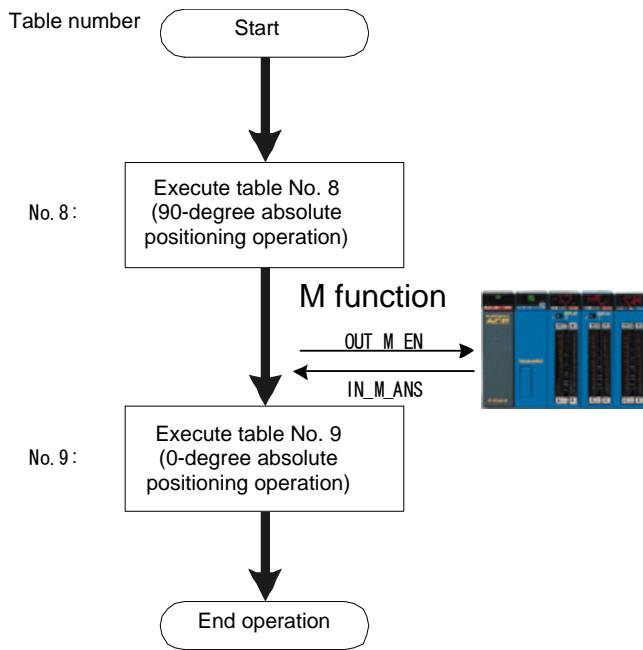 Table number
Start
No. 8:
Execute table No. 8
(90-degree absolute
positioning operation)
M function
OUT_M_EN
IN_M_ANS
No. 9:
Execute table No. 9
(0-degree absolute
positioning operation)
End operation